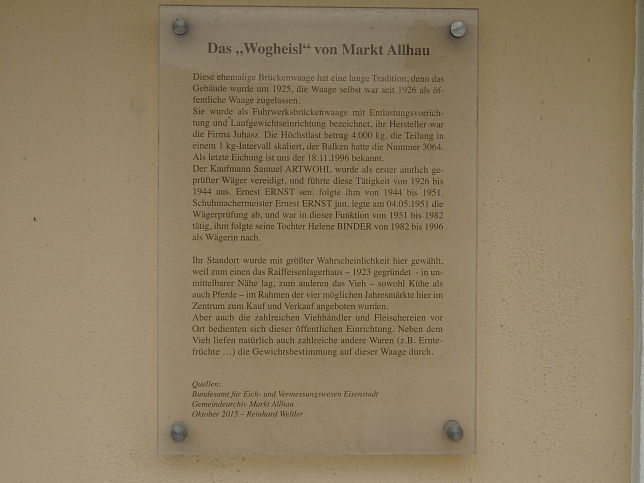 Das „Wogheisl“ von Markt Allhau
Diese ehemalige Brückenwaage hat eine lange Tradition, denn das
Gebäude wurde um 1925, die Waage selbst war seit 1926 als öf-
fentliche Waage zugelassen.
Sie wurde als Fuhrwerksbrückenwaage mit Entlastungsvorrich-
tung und Laufgewichtseinrichtung bezeichnet, ihr Hersteller war
die Firma Juhasz. Die Höchstlast betrug 4.000 kg, die Teilung in
einem 1 kg-Intervall skaliert, der Balken hatte die Nummer 3064.
Als letzte Eichung ist uns der 18.11.1996 bekannt.
Der Kaufmann Samuel ARTWOHL wurde als erster amtlich ge-
prüfter Wäger vereidigt, und führte diese Tätigkeit von 1926 bis
1944 aus. Ernest ERNST sen. folgte ihm von 1944 bis 1951.
Schuhmachermeister Ernest ERNST jun. legte am 04.05.1951 die
Wägerprüfung ab, und war in dieser Funktion von 1951 bis 1982
tätig, ihm folgte seine Tochter Helene BINDER von 1982 bis 1996
als Wägerin nach.
Ihr Standort wurde mit größter Wahrscheinlichkeit hier gewählt,
weil zum einen das Raiffeisenlagerhaus – 1923 gegründet - in un-
mittelbarer Nähe lag, zum anderen das Vieh – sowohl Kühe als
auch Pferde – im Rahmen der vier möglichen Jahresmärkte hier im
Zentrum zum Kauf und Verkauf angeboten wurden.
Aber auch die zahlreichen Viehhändler und Fleischereien vor
Ort bedienten sich dieser öffentlichen Einrichtung. Neben dem
Vieh liefen natürlich auch zahlreiche andere Waren (z.B. Ernte-
früchte ...) die Gewichtsbestimmung auf dieser Waage durch.
Quellen:
Bundesamt für Eich- und Vermessungswesen Eisenstadt
Gemeindearchiv Markt Allhau
Oktober 2015 – Reinhard Weltler